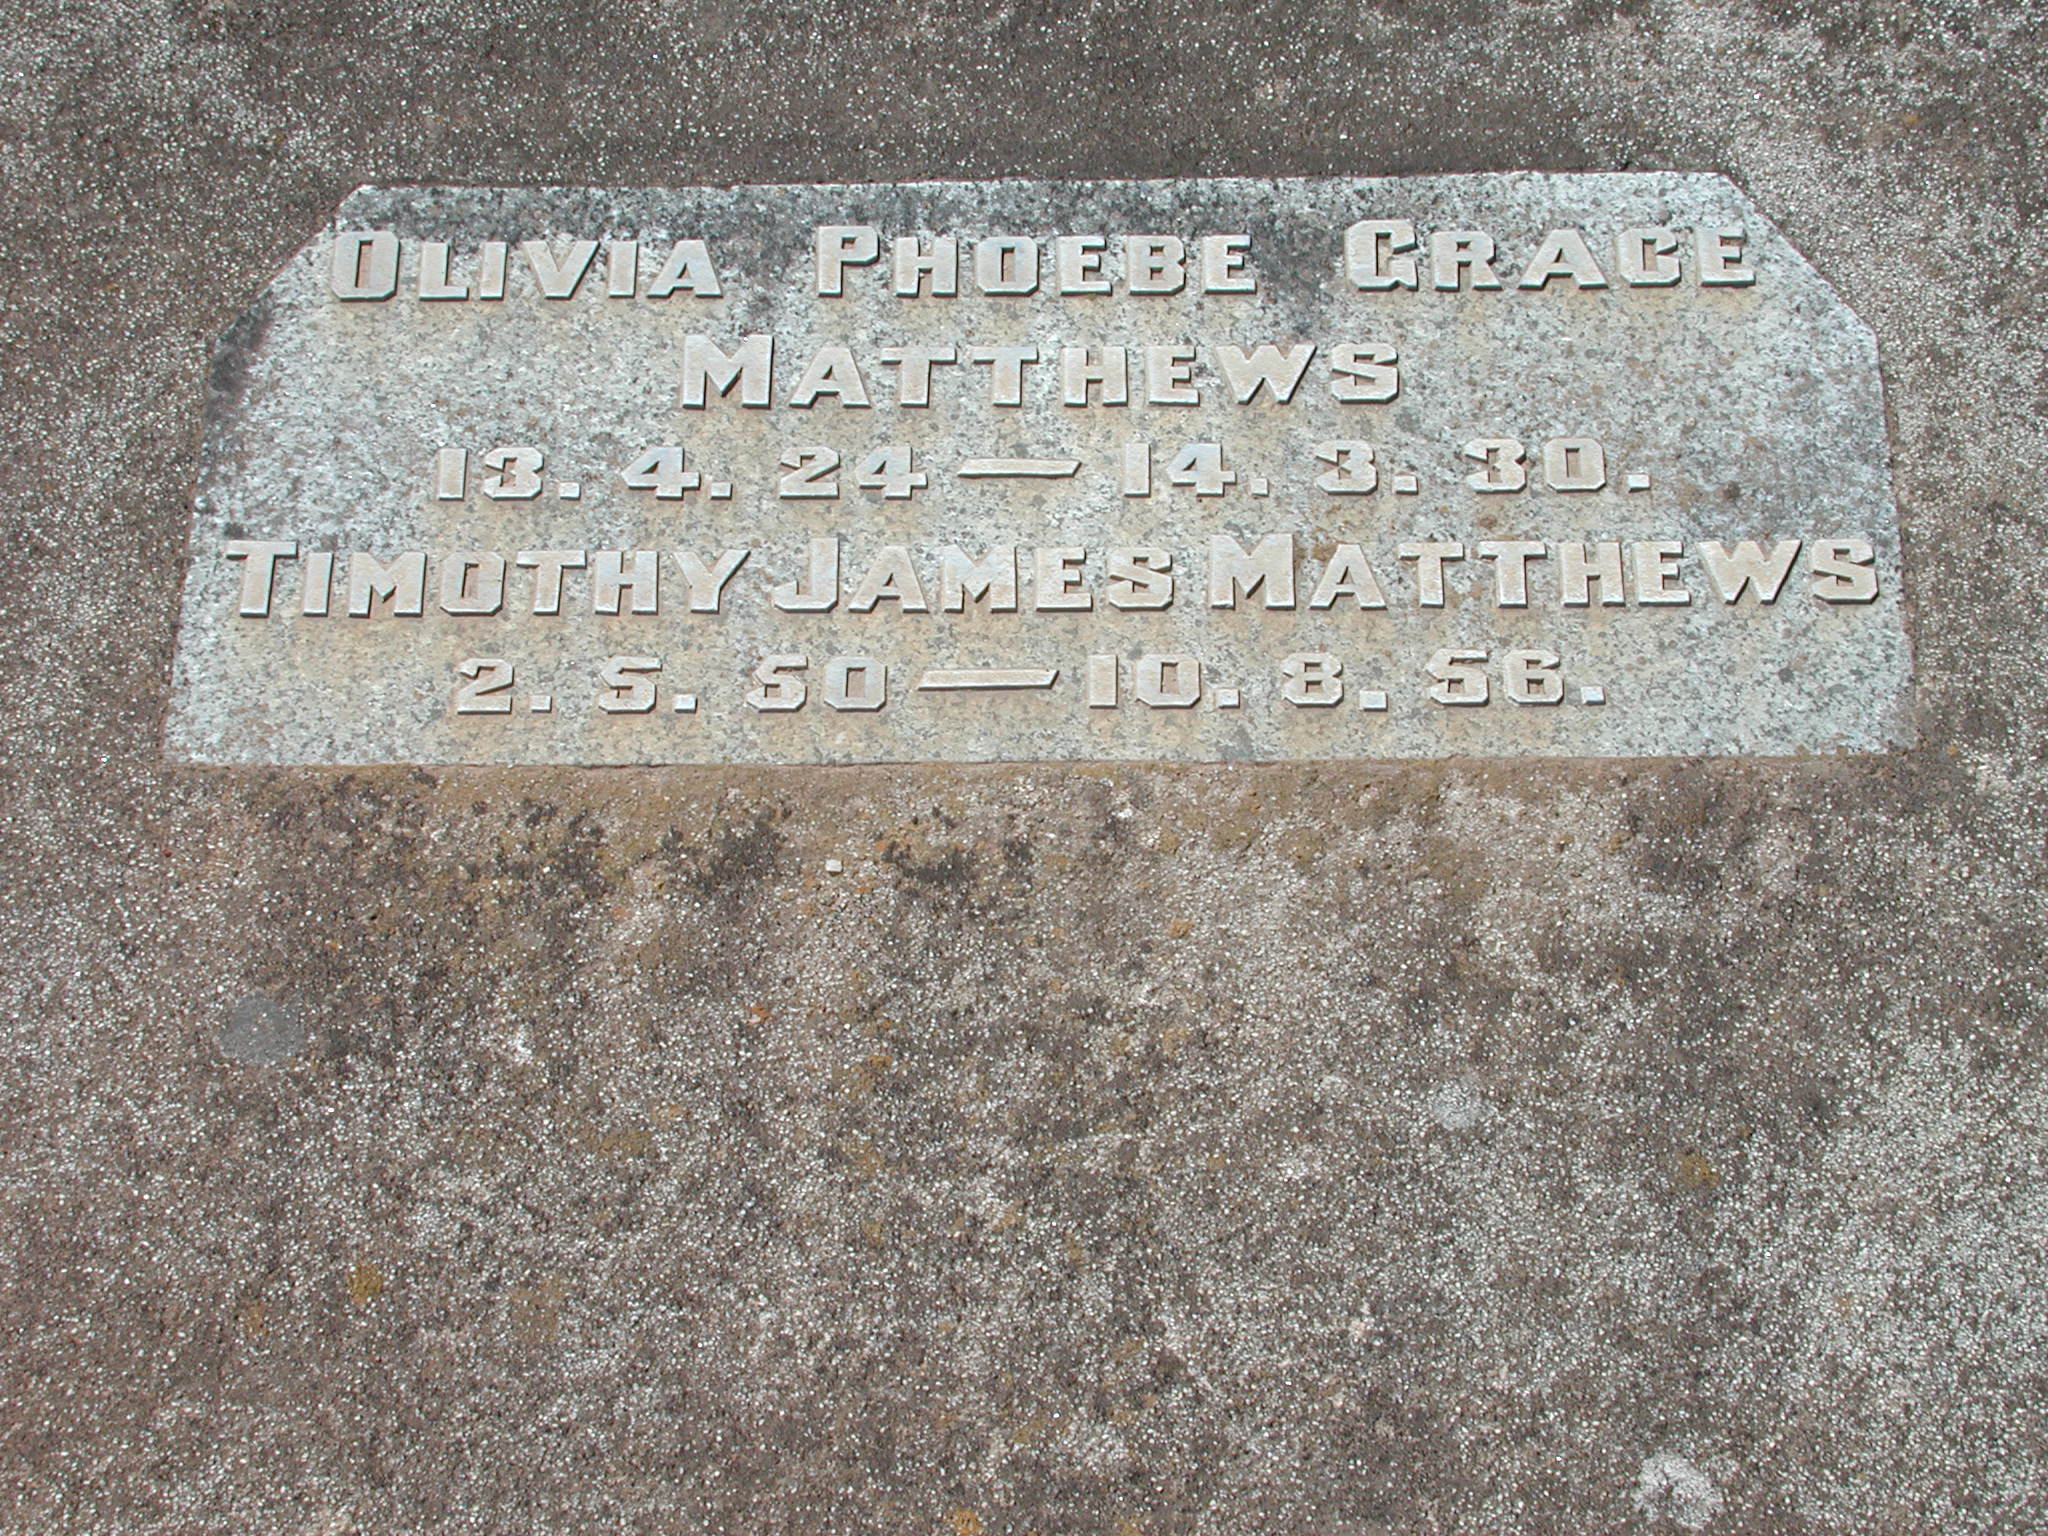 OLIVIA PHOEBE GRACE
MATTHEWS
13. 4. 24 — 14. 3. 30.
TIMOTHY JAMES MATTHEWS
2. 5. 50 — 10. 8. 56.